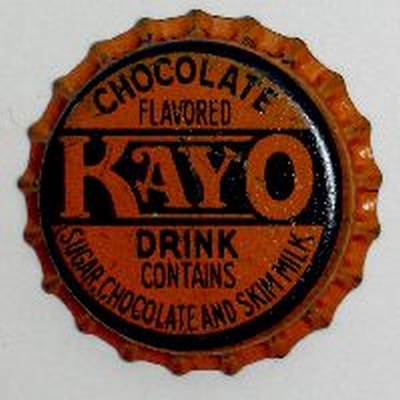 CHOCOLATE
FLAVORED
KAYO
DRINK
CONTAINS
SUGAR, CHOCOLATE AND SKIM MILK